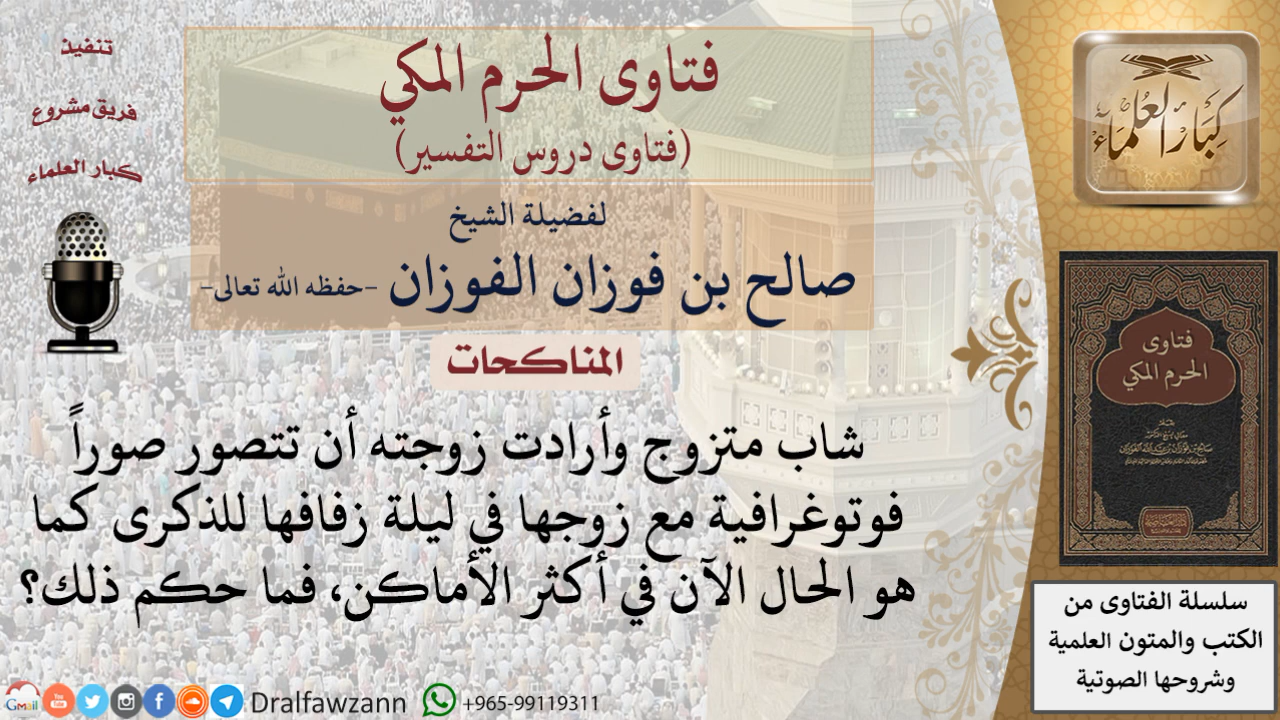 تنفيذ
فريق مشروع
كبار العلماء
فتاوى الحرم المكي
(فتاوى دروس التفسير)
لفضيلة الشيخ
صالح بن فوزان الفوزان -حفظه الله تعالى-
المناكحات
شاب متزوج وأرادت زوجته أن تتصور صوراً
فوتوغرافية مع زوجها في ليلة زفافها للذكرى كما
هو الحال الآن في أكثر الأماكن، فما حكم ذلك؟
كبار العلماء
فتاوى
الحرم المكي
سلسلة الفتاوى من
الكتب والمتون العلمية
وشروحها الصوتية
Gmail
You Tube
Dralfawzann
+965-99119311